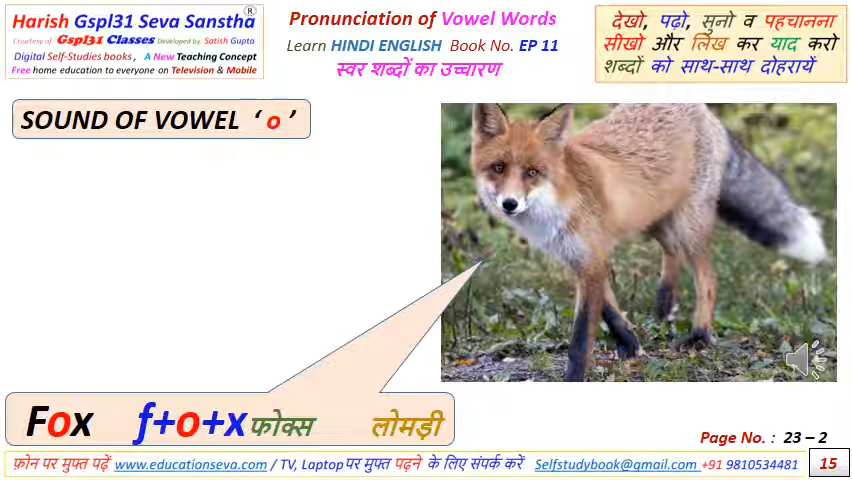 Harish Gspl31 Seva Sanstha ®
Courtesy of Gspl31 Classes Developed by Satish Gupta
Digital Self-Studies books, A New Teaching Concept
Free home education to everyone on Television & Mobile
Pronunciation of Vowel Words
Learn HINDI ENGLISH Book No. EP 11
स्वर शब्दों का उच्चारण
देखो, पढ़ो, सुनो व पहचानना
सीखो और लिख कर याद करो
शब्दों को साथ-साथ दोहरायें
SOUND OF VOWEL ‘ o ’
Fox f+o+x फोक्स लोमड़ी
Page No. : 23 – 2
फ़ोन पर मुफ्त पढ़ें www.educationseva.com / TV, Laptop पर मुफ्त पढ़ने के लिए संपर्क करें Selfstudybook@gmail.com +91 9810534481 15